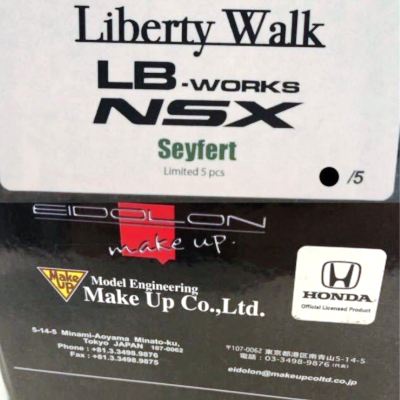 Liberty Walk
LB-WORKS
NSX
Seyfert
Limited 5 pcs
/5
EIDOLON
make up.
Make UP
Model Engineering
Make Up Co.,Ltd.
HONDA
Official Licensed Product
5-14-5 Minami-Aoyama Minato-ku,
Tokyo JAPAN 107-0062
Phone : +81.3.3498.9876
Fax : +81.3.3498.9875
〒107-0062 東京都港区南青山5-14-5
電話：03-3498-9876 (代表)
eidolon@makeupcoltd.co.jp